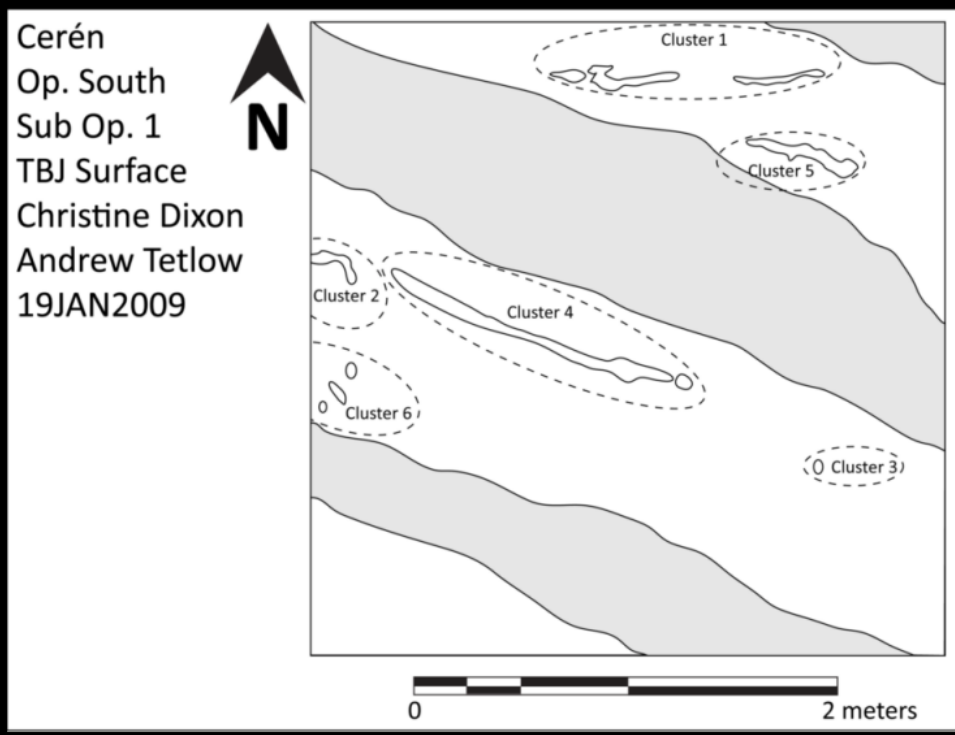 Cerén
Op. South
Sub Op. 1
TBJ Surface
Christine Dixon
Andrew Tetlow
19JAN2009
N
Cluster 1
Cluster 5
Cluster 2
Cluster 4
Cluster 6
Cluster 3
0
2 meters